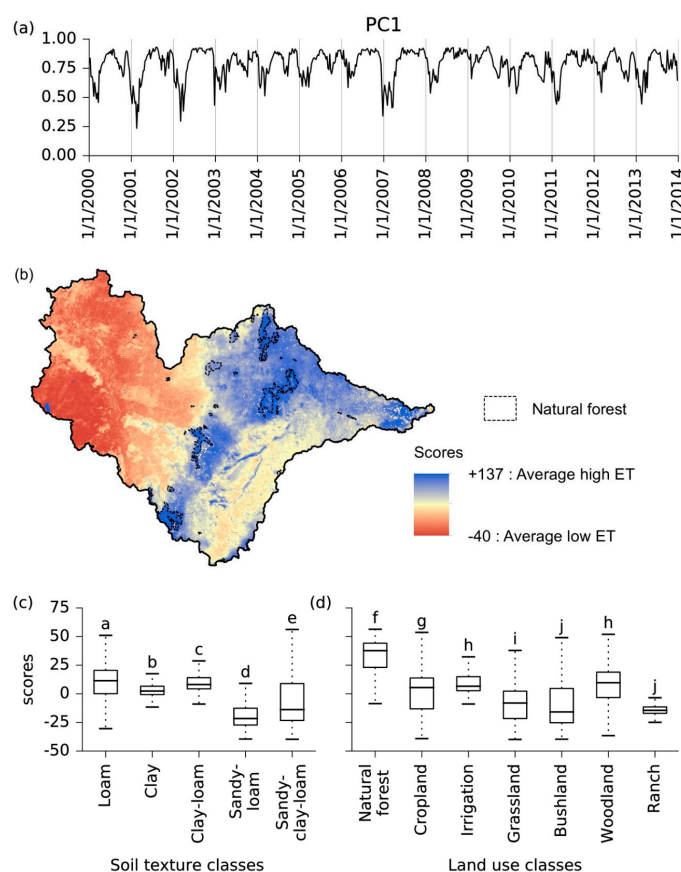 (a)
PC1
1.00
0.75
0.50
0.25
0.00
1/1/2000
1/1/2001
1/1/2002
1/1/2003
1/1/2004
1/1/2005
1/1/2006
1/1/2007
1/1/2008
1/1/2009
1/1/2010
1/1/2011
1/1/2012
1/1/2013
1/1/2014
(b)
Natural forest
Scores
+137 : Average high ET
-40 : Average low ET
(c)
scores
75
50
25
0
-25
-50
a
b
c
d
e
Loam
Clay
Clay-loam
Sandy-
loam
Sandy-
clay-loam
Soil texture classes
(d)
f
g
h
i
j
h
j
Natural
forest
Cropland
Irrigation
Grassland
Bushland
Woodland
Ranch
Land use classes